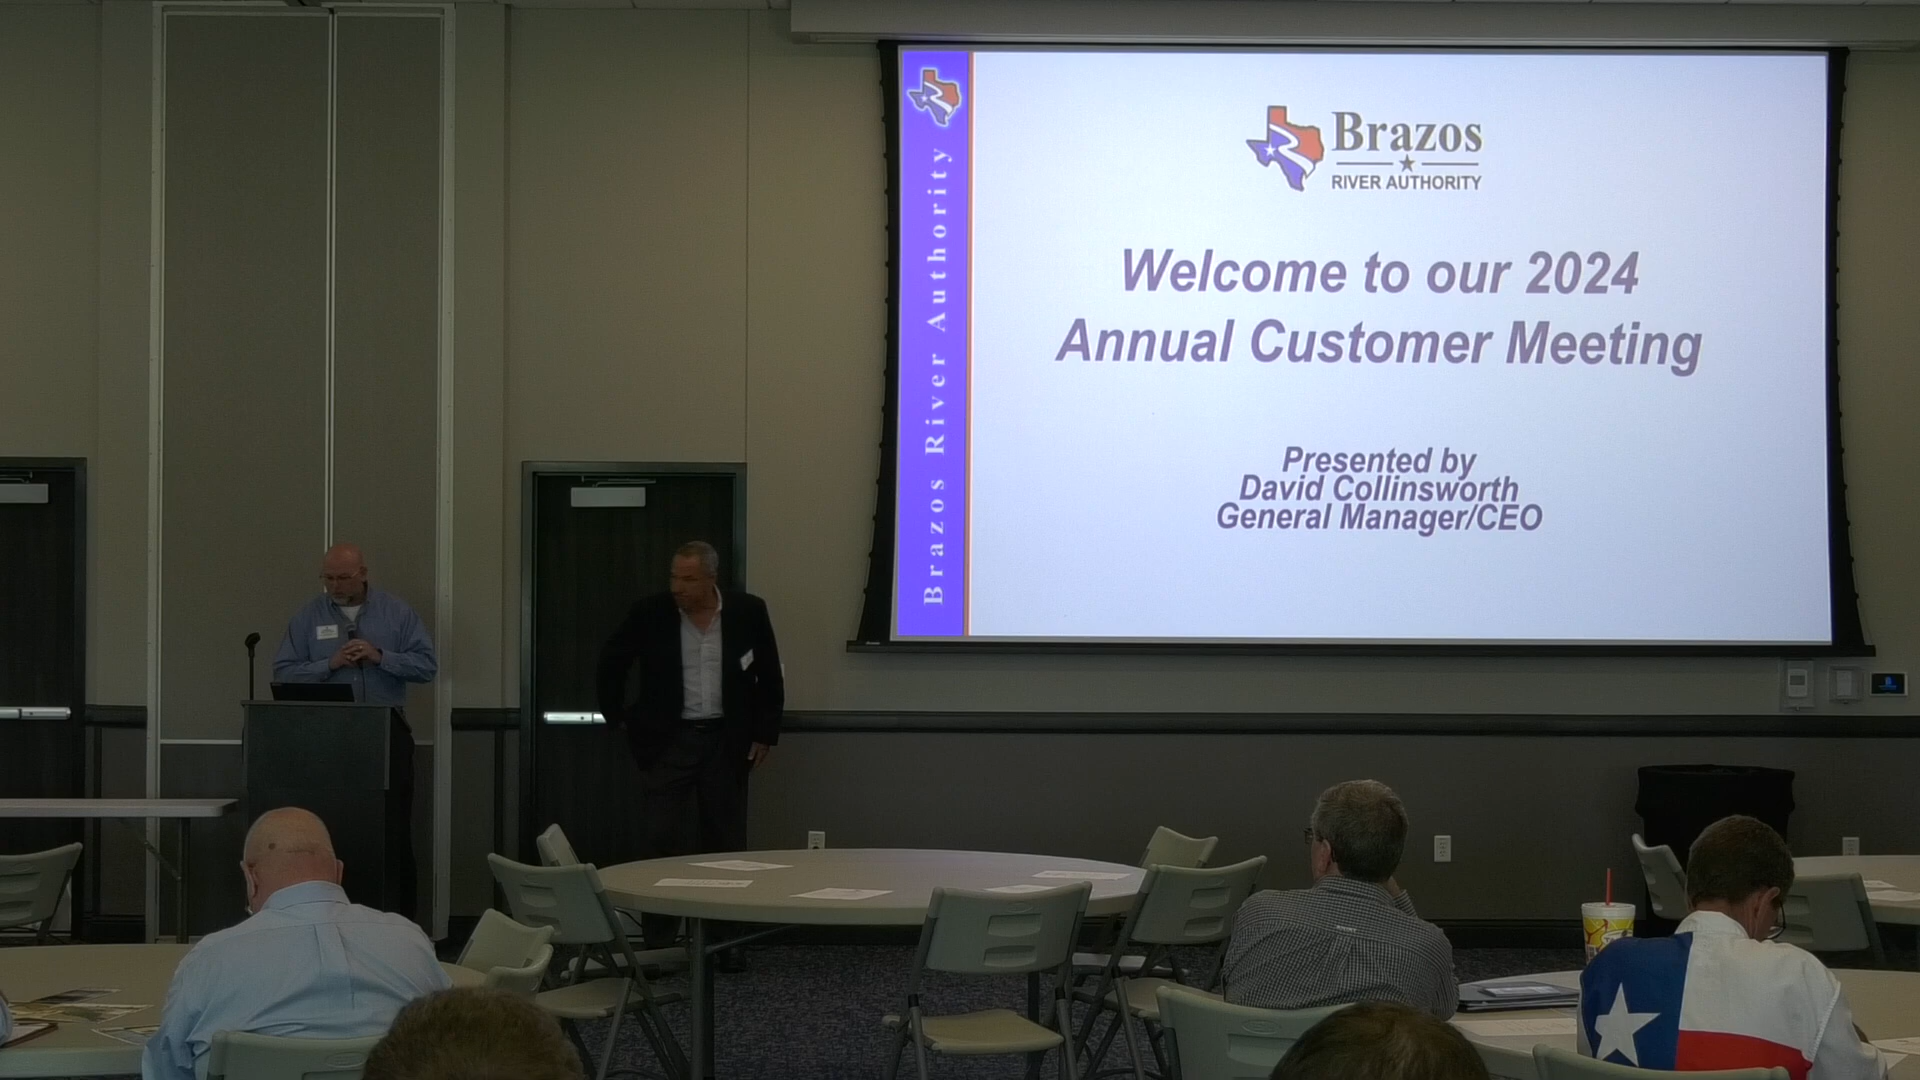 Brazos River Authority
Brazos
RIVER AUTHORITY
Welcome to our 2024
Annual Customer Meeting
Presented by
David Collinsworth
General Manager/CEO